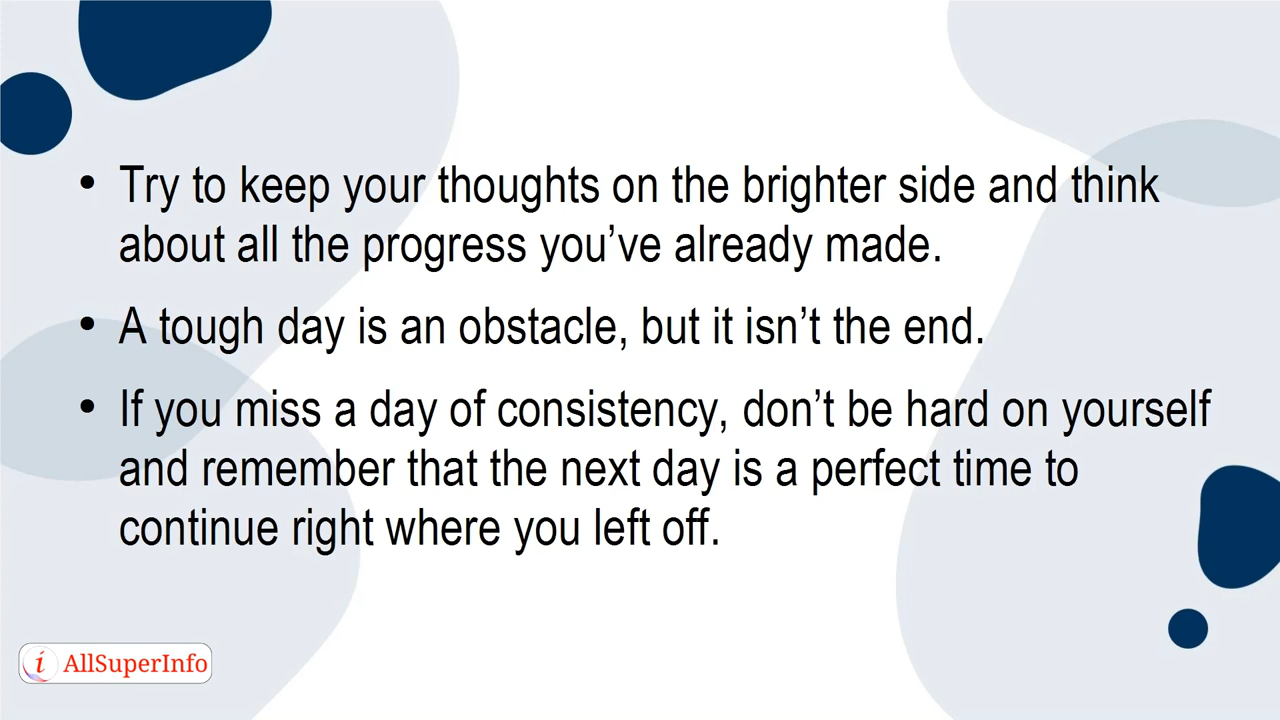 • Try to keep your thoughts on the brighter side and think
about all the progress you’ve already made.
• A tough day is an obstacle, but it isn’t the end.
• If you miss a day of consistency, don’t be hard on yourself
and remember that the next day is a perfect time to
continue right where you left off.
i AllSuperInfo